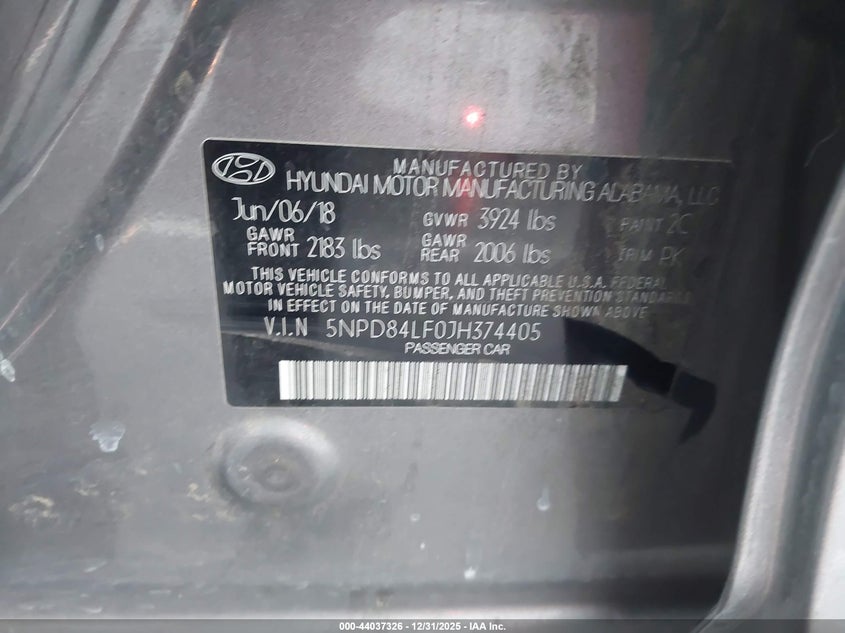 MANUFACTURED BY
HYUNDAI MOTOR MANUFACTURING ALABAMA, LLC
Jun/06/18 GVWR 3924 lbs PAINT 2C
GAWR FRONT 2183 lbs GAWR REAR 2006 lbs TRIM PK
THIS VEHICLE CONFORMS TO ALL APPLICABLE U.S.A. FEDERAL
MOTOR VEHICLE SAFETY, BUMPER, AND THEFT PREVENTION STANDARDS
IN EFFECT ON THE DATE OF MANUFACTURE SHOWN ABOVE
V.I.N 5NPD84LF0JH374405
PASSENGER CAR
000-44037326 - 12/31/2025 - IAA Inc.